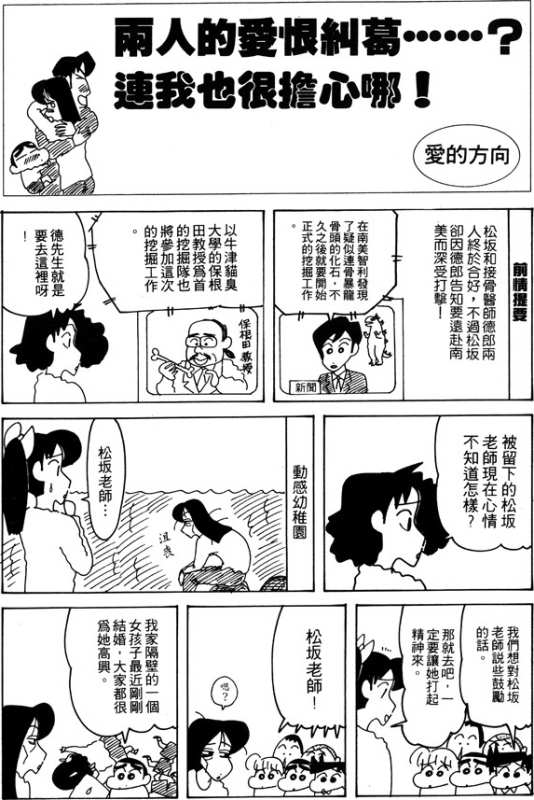 兩人的愛恨糾葛……？
連我也很擔心哪！
愛的方向
前情提要
松坂和接骨醫師德郎兩
人終於合好，不過松坂
卻因德郎告知要遠赴南
美而深受打擊！
在南美智利發現
了疑似連骨暴龍
骨頭的化石，不
久之後就要開始
正式的挖掘工作
。
新聞
以牛津貓臭
大學的保根
田教授爲首
的挖掘隊也
將參加這次
的挖掘工作
。
保根田教授
德先生就是
要去這裡呀
！
被留下的松坂
老師現在心情
不知道怎樣？
動感幼稚園
沮喪
松坂老師…
我們想對松坂
老師說些鼓勵
的話。
那就去吧，一
定要讓她打起
精神來。
松坂老師！
嗯？
我家隔壁的一個
女孩子最近剛剛
結婚，大家都很
爲她高興。